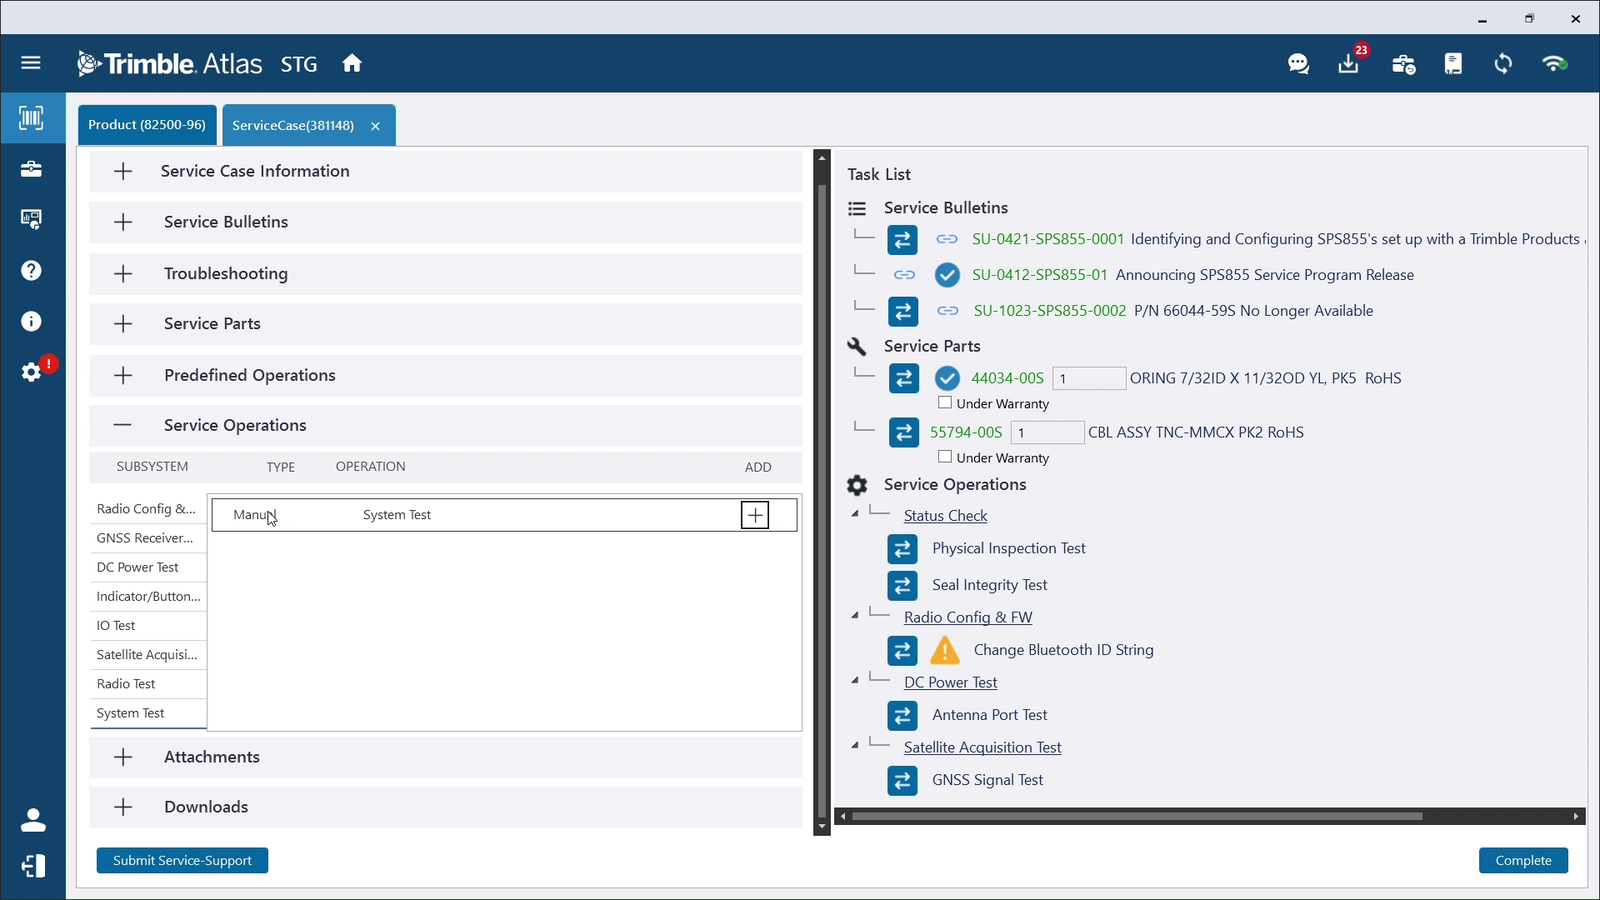 Trimble. Atlas STG
23
Product (82500-96)
ServiceCase(381148)
!
Service Case Information
Service Bulletins
Troubleshooting
Service Parts
Predefined Operations
Service Operations
SUBSYSTEM TYPE OPERATION ADD
Radio Config &...
GNSS Receiver...
DC Power Test
Indicator/Button...
IO Test
Satellite Acquisi...
Radio Test
System Test
Manual System Test
Attachments
Downloads
Submit Service-Support
Task List
Service Bulletins
SU-0421-SPS855-0001 Identifying and Configuring SPS855's set up with a Trimble Products
SU-0412-SPS855-01 Announcing SPS855 Service Program Release
SU-1023-SPS855-0002 P/N 66044-59S No Longer Available
Service Parts
44034-00S 1 ORING 7/32ID X 11/32OD YL, PK5 RoHS
Under Warranty
55794-00S 1 CBL ASSY TNC-MMCX PK2 RoHS
Under Warranty
Service Operations
Status Check
Physical Inspection Test
Seal Integrity Test
Radio Config & FW
Change Bluetooth ID String
DC Power Test
Antenna Port Test
Satellite Acquisition Test
GNSS Signal Test
Complete